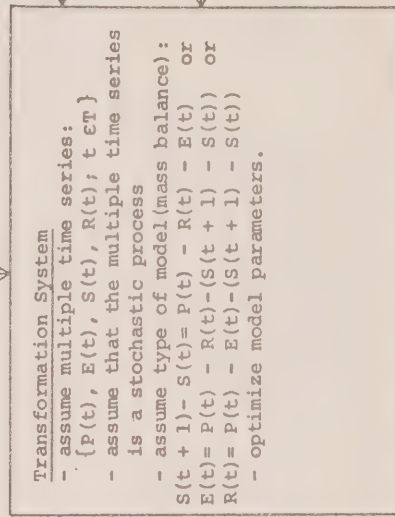 Transformation System
- assume multiple time series:
{P(t), E(t), S(t), R(t); t εT }
- assume that the multiple time series
is a stochastic process
- assume type of model(mass balance):
S(t + 1)- S(t)= P(t) - R(t) - E(t) or
E(t)= P(t) - R(t)-(S(t + 1) - S(t)) or
R(t)= P(t) - E(t)-(S(t + 1) - S(t))
- optimize model parameters.